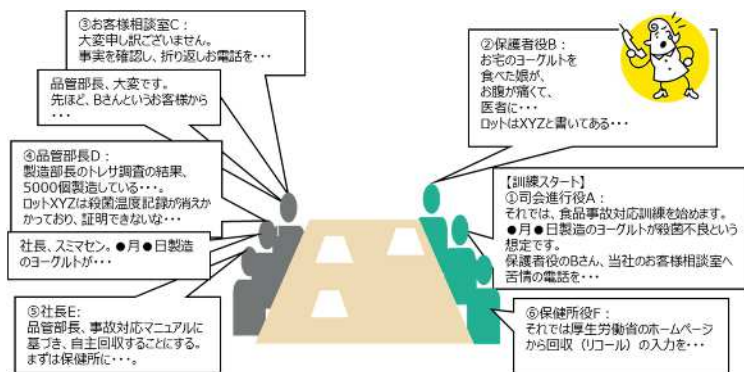 ③お客様相談室C：
大変申し訳ございません。
事実を確認し、折り返しお電話を・・・
品管部長、大変です。
先ほど、Bさんというお客様から
・・・
④品管部長D：
製造部長のトレサ調査の結果、
5000個製造している・・・。
ロットXYZは殺菌温度記録が消えか
かっており、証明できないな・・・
社長、スミマセン。●月●日製造
のヨーグルトが・・・
⑤社長E:
品管部長、事故対応マニュアルに
基づき、自主回収することにする。
まずは保健所に・・・。
②保護者役B：
お宅のヨーグルトを
食べた娘が、
お腹が痛くて、
医者に・・・
ロットはXYZと書いてある・・・
【訓練スタート】
①司会進行役A：
それでは、食品事故対応訓練を始めます。
●月●日製造のヨーグルトが殺菌不良という
想定です。
保護者役のBさん、当社のお客様相談室へ
苦情の電話を・・・
⑥保健所役F：
それでは厚生労働省のホームページ
から回収（リコール）の入力を・・・